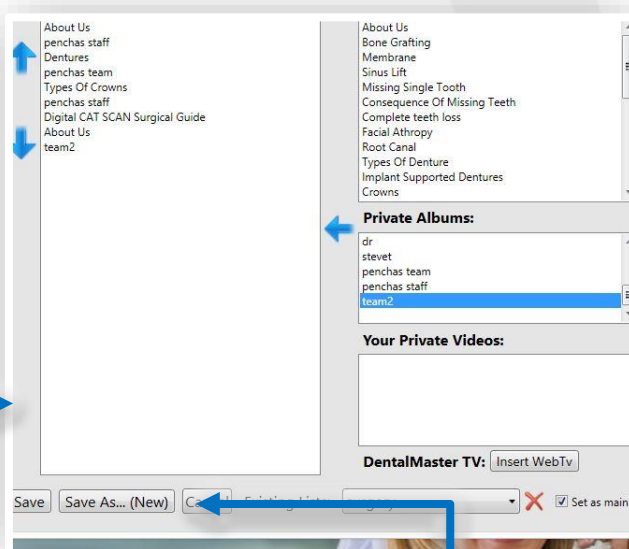 About Us
penchas staff
Dentures
penchas team
Types Of Crowns
penchas staff
Digital CAT SCAN Surgical Guide
About Us
team2
About Us
Bone Grafting
Membrane
Sinus Lift
Missing Single Tooth
Consequence Of Missing Teeth
Complete teeth loss
Facial Athropy
Root Canal
Types Of Denture
Implant Supported Dentures
Crowns
Private Albums:
dr
stevet
penchas team
penchas staff
team2
Your Private Videos:
DentalMaster TV: Insert WebTv
Save Save As... (New) Set as main